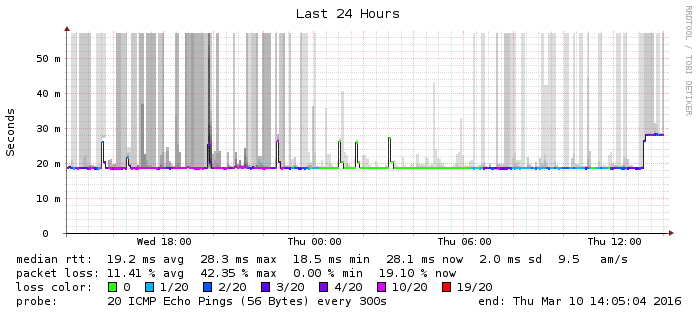 Last 24 Hours
RRDTOOL / TOBI OETIKER
Seconds
50 m
40 m
30 m
20 m
10 m
0
Wed 18:00 Thu 00:00 Thu 06:00 Thu 12:00
median rtt: 19.2 ms avg 28.3 ms max 18.5 ms min 28.1 ms now 2.0 ms sd 9.5 am/s
packet loss: 11.41 % avg 42.35 % max 0.00 % min 19.10 % now
loss color: 0 1/20 2/20 3/20 4/20 10/20 19/20
probe: 20 ICMP Echo Pings (56 Bytes) every 300s end: Thu Mar 10 14:05:04 2016